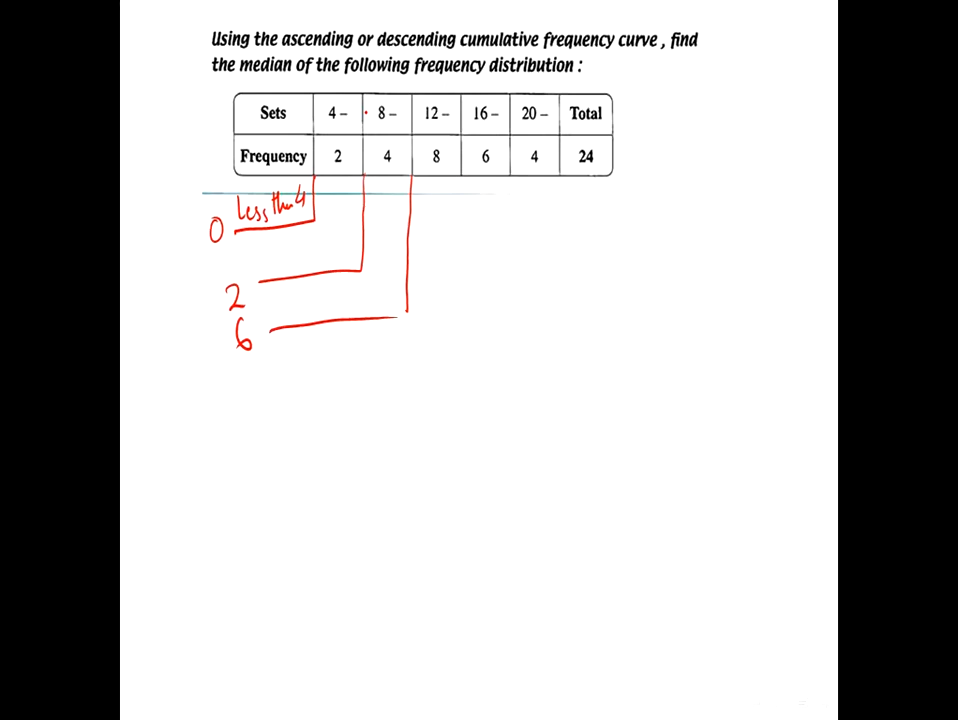 Using the ascending or descending cumulative frequency curve , find
the median of the following frequency distribution :
Sets 4 – 8 – 12 – 16 – 20 – Total
Frequency 2 4 8 6 4 24
less than 4
0
2
6